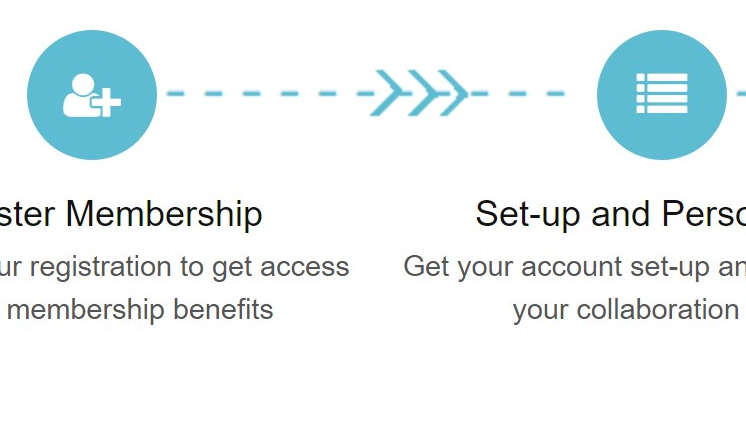 ster Membership
ur registration to get access
membership benefits
Set-up and Perso
Get your account set-up an
your collaboration